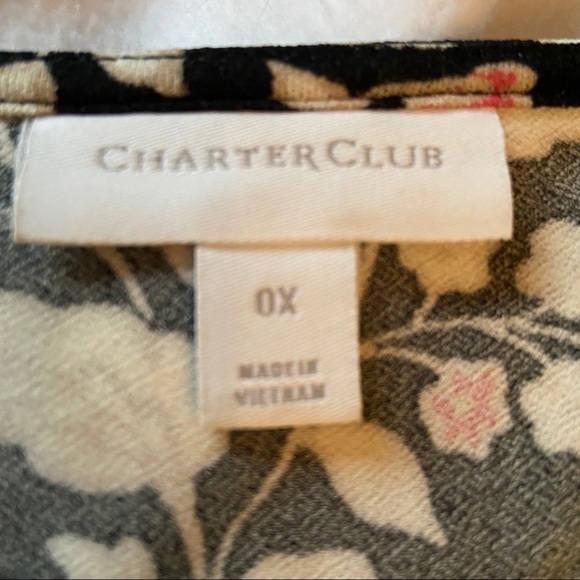 CHARTER CLUB
0X
MADE IN
VIETNAM